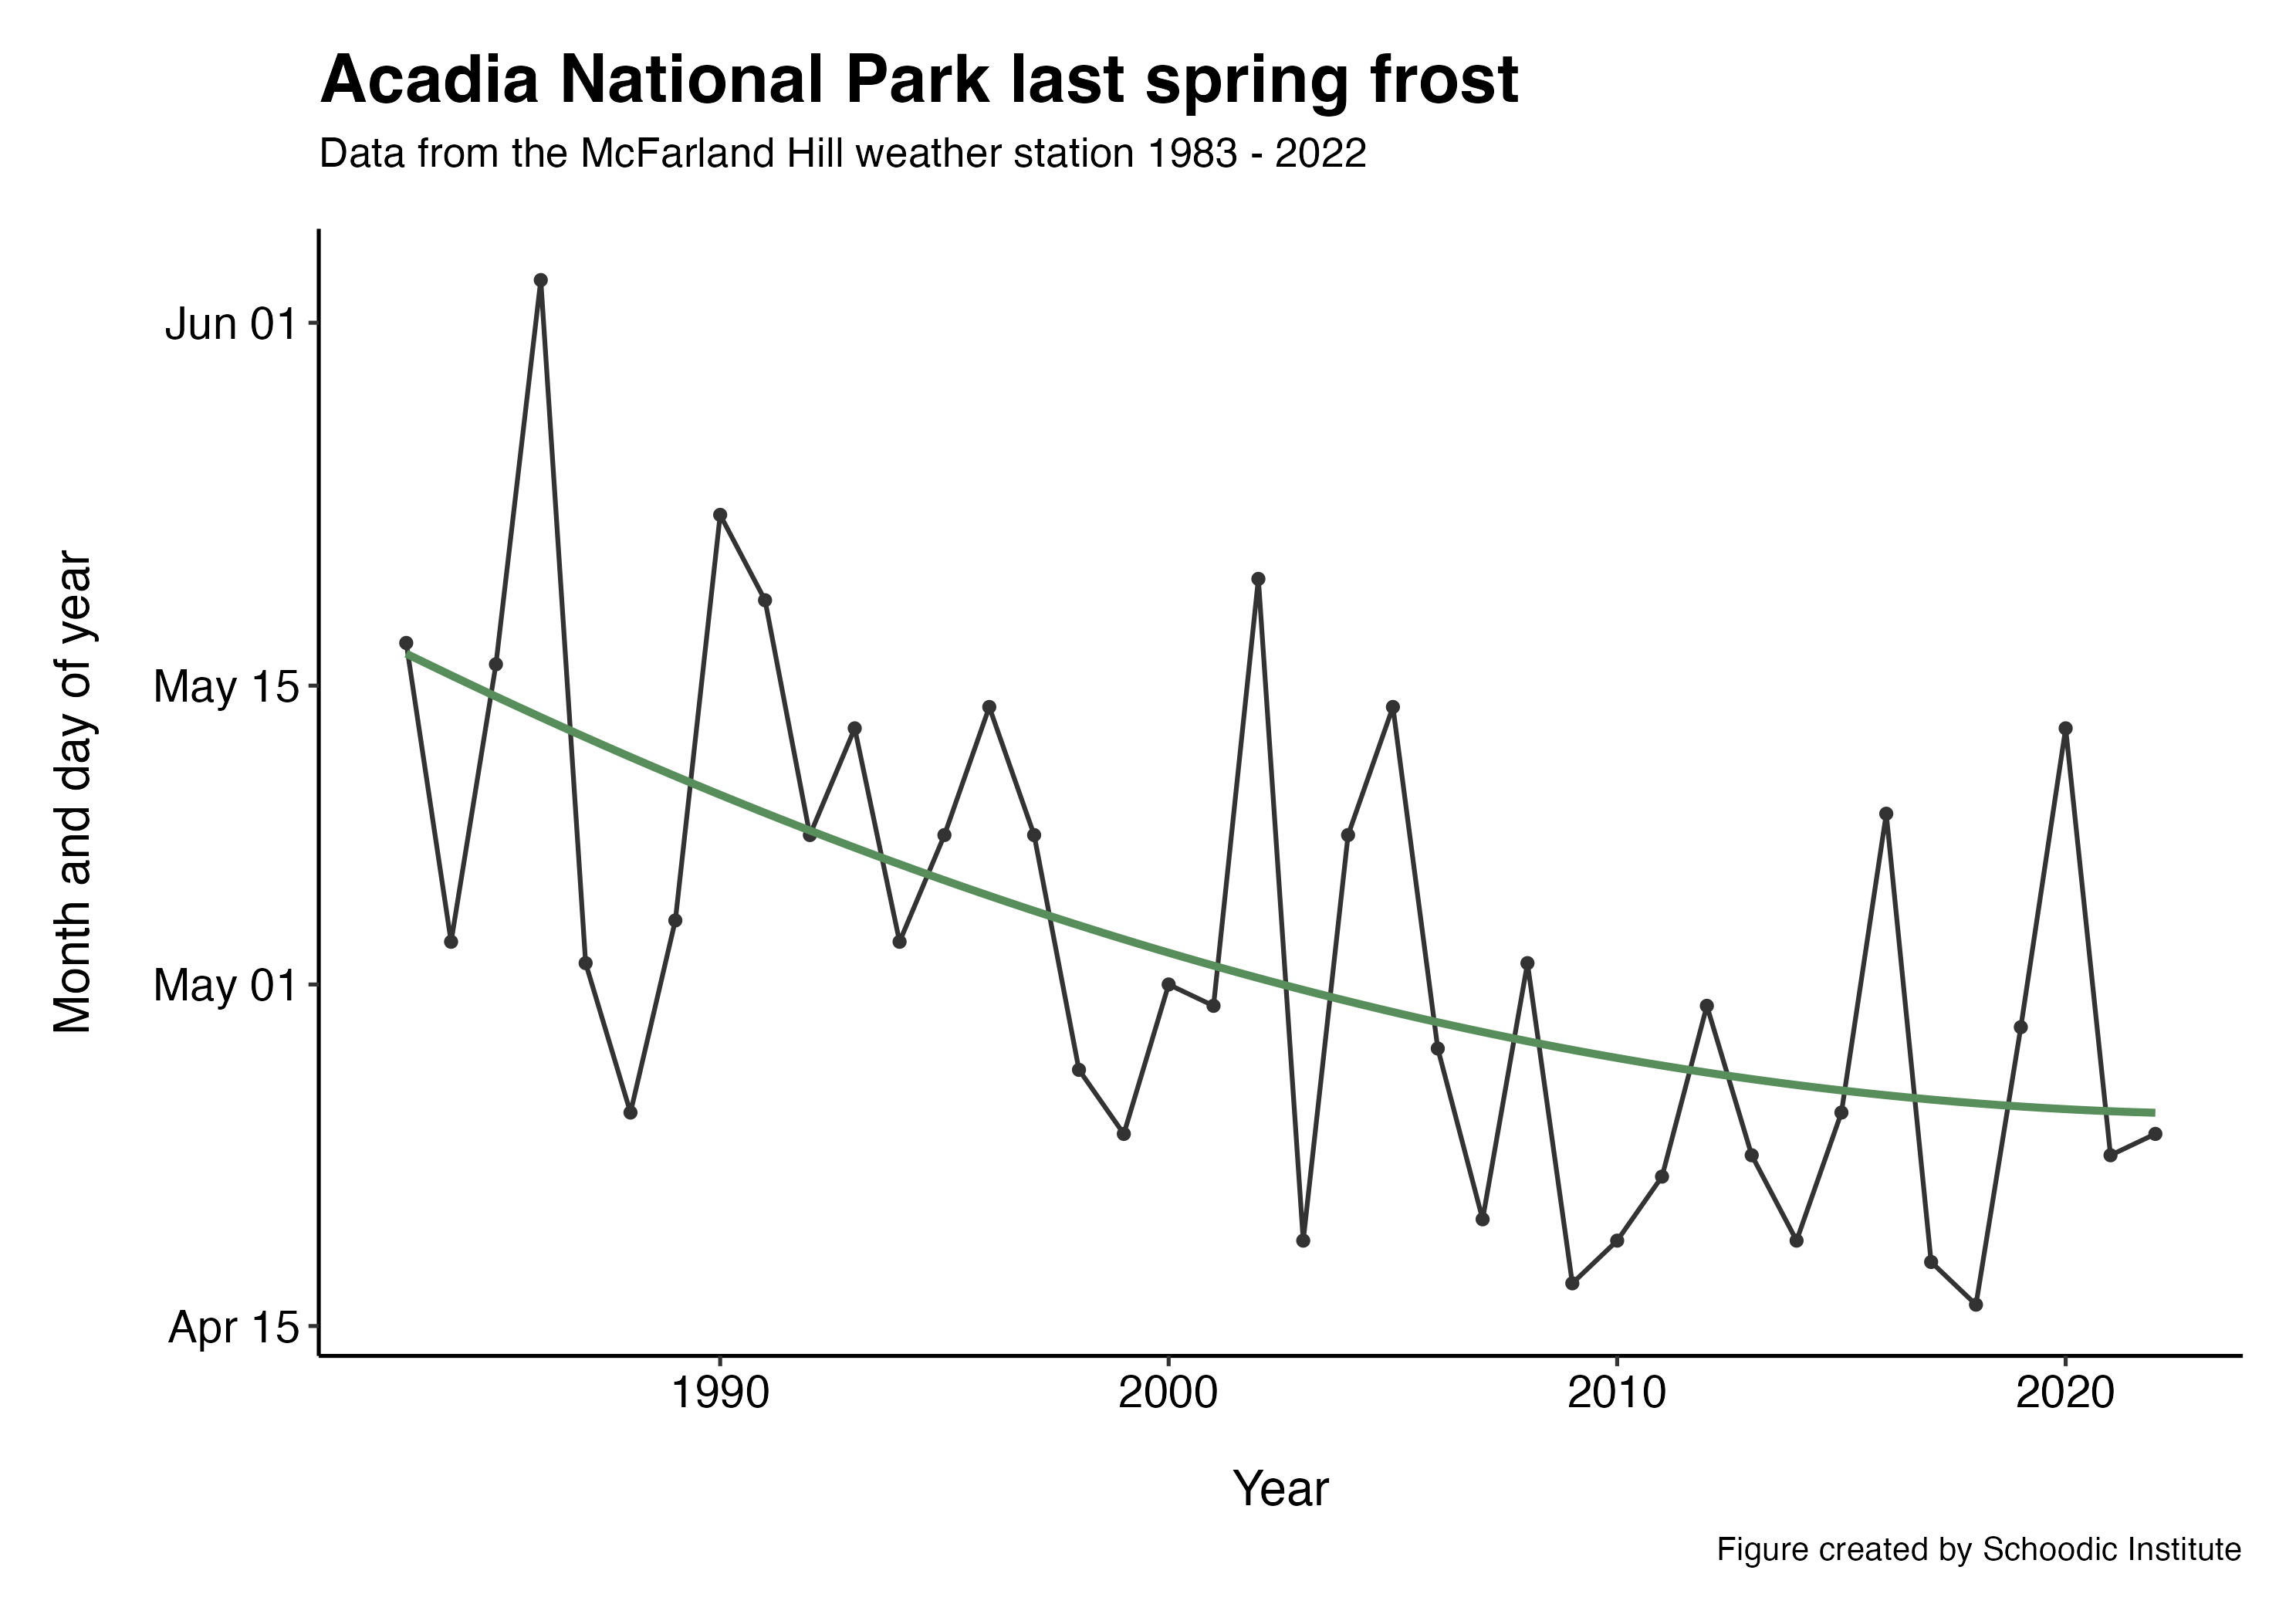 Acadia National Park last spring frost
Data from the McFarland Hill weather station 1983 - 2022
Month and day of year
Jun 01
May 15
May 01
Apr 15
1990 2000 2010 2020
Year
Figure created by Schoodic Institute